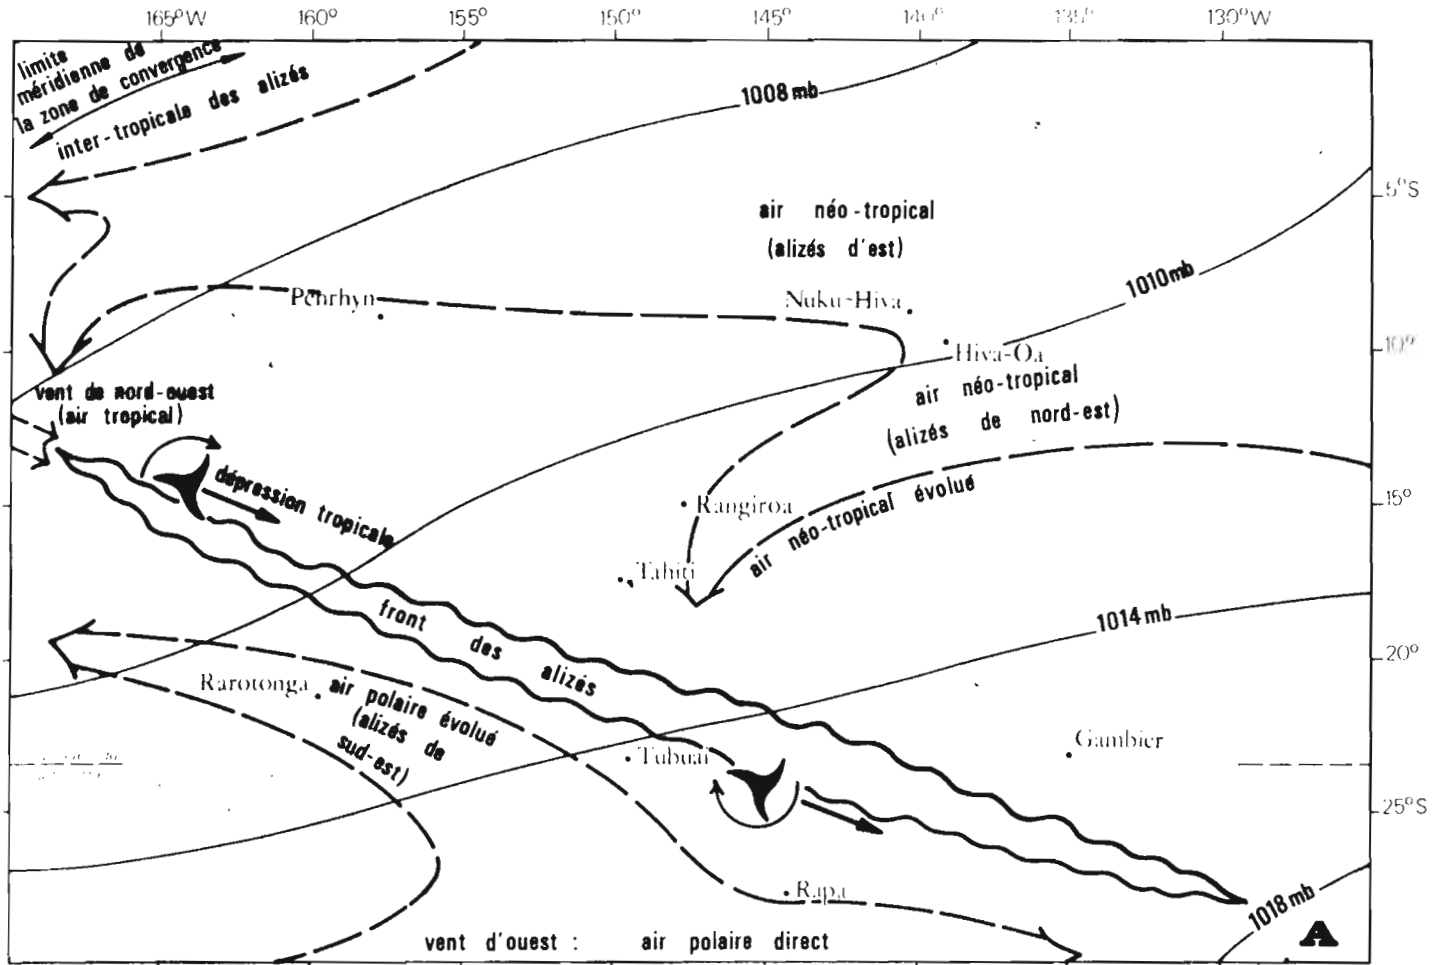 165°W 160° 155° 150° 145° 140° 135° 130°W
limite
méridienne de
la zone de convergence
inter-tropicale des alizés
1008 mb
5°S
air néo-tropical
(alizés d'est)
1010mb
Penrhyn
Nuku-Hiva
10°
Hiva-Oa
vent de nord-ouest
(air tropical)
air néo-tropical
(alizés de nord-est)
dépression tropicale
15°
Rangiroa
air néo-tropical évolué
Tahiti
front des alizés
1014 mb
20°
Rarotonga
air polaire évolué
(alizés de
sud-est)
Tubuai
Gambier
25°S
Rapa
1018 mb
vent d'ouest : air polaire direct
A